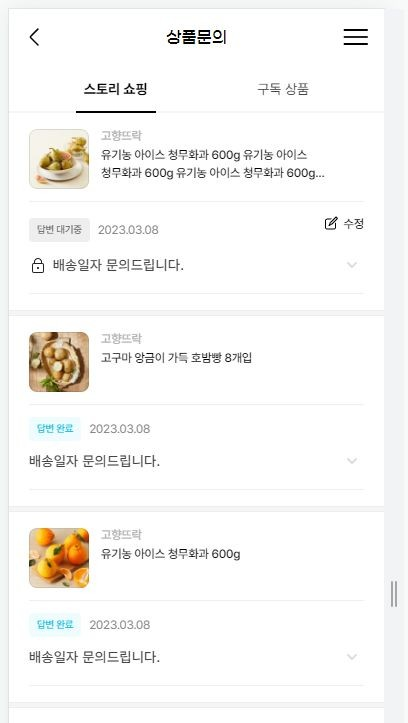 상품문의
스토리 쇼핑
구독 상품
고향뜨락
유기농 아이스 청무화과 600g 유기농 아이스
청무화과 600g 유기농 아이스 청무화과 600g...
답변 대기중 2023.03.08
수정
배송일자 문의드립니다.
고향뜨락
고구마 앙금이 가득 호밤빵 8개입
답변 완료 2023.03.08
배송일자 문의드립니다.
고향뜨락
유기농 아이스 청무화과 600g
답변 완료 2023.03.08
배송일자 문의드립니다.